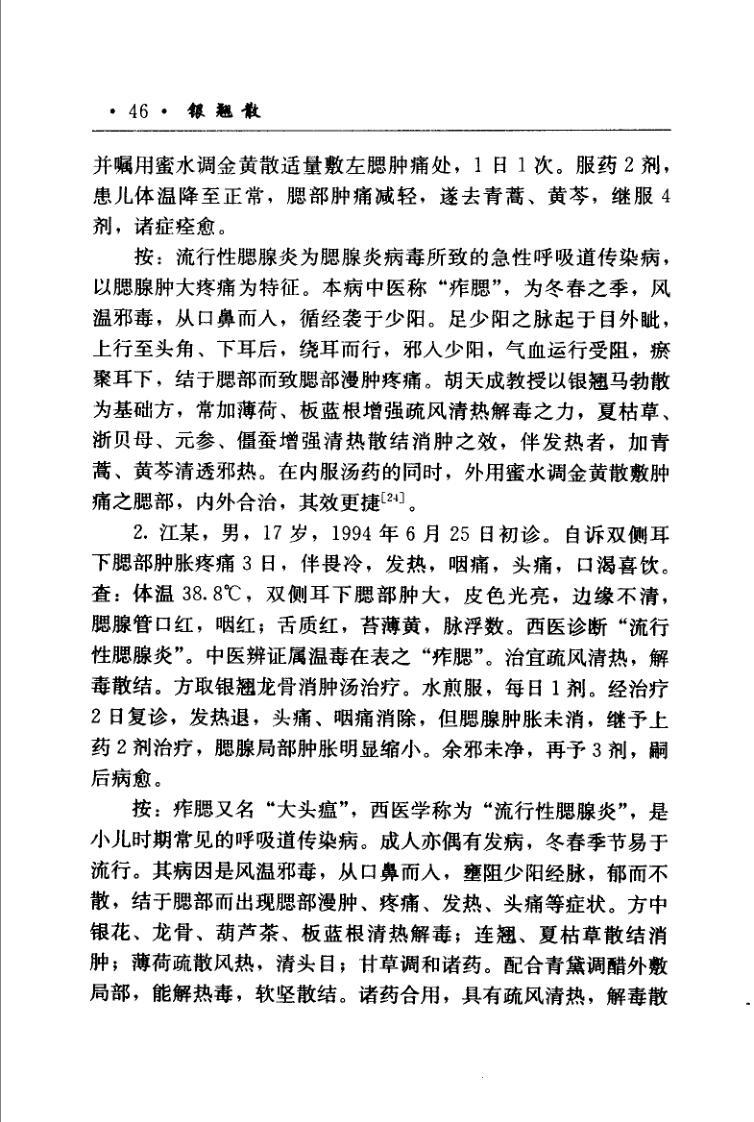 ·46· 银翘散
并嘱用蜜水调金黄散适量敷左腮肿痛处，1日1次。服药2剂，
患儿体温降至正常，腮部肿痛减轻，遂去青蒿、黄芩，继服4
剂，诸症痊愈。
按：流行性腮腺炎为腮腺炎病毒所致的急性呼吸道传染病，
以腮腺肿大疼痛为特征。本病中医称“痄腮”，为冬春之季，风
温邪毒，从口鼻而入，循经袭于少阳。足少阳之脉起于目外眦，
上行至头角、下耳后，绕耳而行，邪入少阳，气血运行受阻，瘀
聚耳下，结于腮部而致腮部漫肿疼痛。胡天成教授以银翘马勃散
为基础方，常加薄荷、板蓝根增强疏风清热解毒之力，夏枯草、
浙贝母、元参、僵蚕增强清热散结消肿之效，伴发热者，加青
蒿、黄芩清透邪热。在内服汤药的同时，外用蜜水调金黄散敷肿
痛之腮部，内外合治，其效更捷[24]。
2. 江某，男，17岁，1994年6月25日初诊。自诉双侧耳
下腮部肿胀疼痛3日，伴畏冷，发热，咽痛，头痛，口渴喜饮。
查：体温38.8℃，双侧耳下腮部肿大，皮色光亮，边缘不清，
腮腺管口红，咽红；舌质红，苔薄黄，脉浮数。西医诊断“流行
性腮腺炎”。中医辨证属温毒在表之“痄腮”。治宜疏风清热，解
毒散结。方取银翘龙骨消肿汤治疗。水煎服，每日1剂。经治疗
2日复诊，发热退，头痛、咽痛消除，但腮腺肿胀未消，继予上
药2剂治疗，腮腺局部肿胀明显缩小。余邪未净，再予3剂，嗣
后病愈。
按：痄腮又名“大头瘟”，西医学称为“流行性腮腺炎”，是
小儿时期常见的呼吸道传染病。成人亦偶有发病，冬春季节易于
流行。其病因是风温邪毒，从口鼻而入，壅阻少阳经脉，郁而不
散，结于腮部而出现腮部漫肿、疼痛、发热、头痛等症状。方中
银花、龙骨、葫芦茶、板蓝根清热解毒；连翘、夏枯草散结消
肿；薄荷疏散风热，清头目；甘草调和诸药。配合青黛调醋外敷
局部，能解热毒，软坚散结。诸药合用，具有疏风清热，解毒散